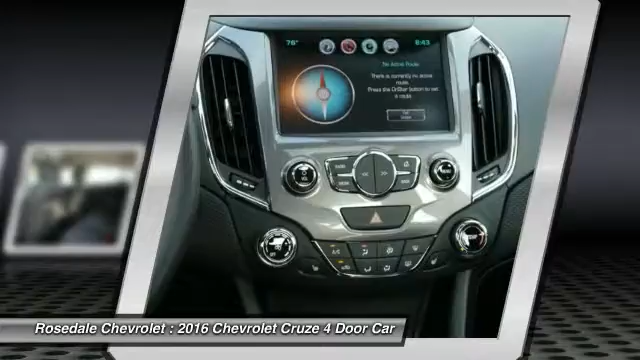 76°
8:43
No Active Route
There is currently no active
route.
Press the OnStar button to set
a route.
Rosedale Chevrolet : 2016 Chevrolet Cruze 4 Door Car